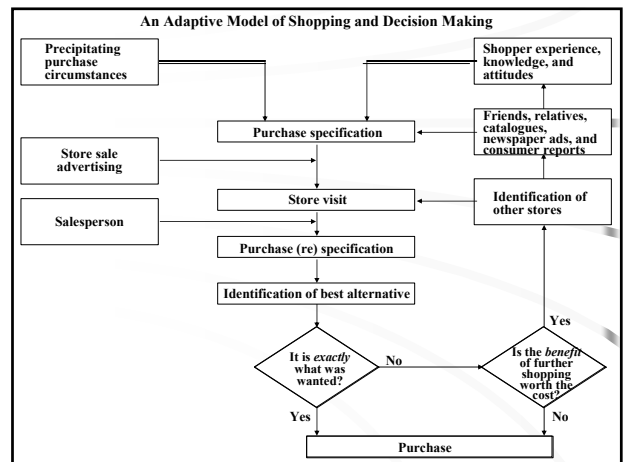 An Adaptive Model of Shopping and Decision Making
Precipitating
purchase
circumstances
Shopper experience,
knowledge, and
attitudes
Purchase specification
Friends, relatives,
catalogues,
newspaper ads, and
consumer reports
Store sale
advertising
Store visit
Identification of
other stores
Salesperson
Purchase (re) specification
Identification of best alternative
Yes
It is exactly
what was
wanted?
No
Is the benefit
of further
shopping
worth the
cost?
Yes
No
Purchase